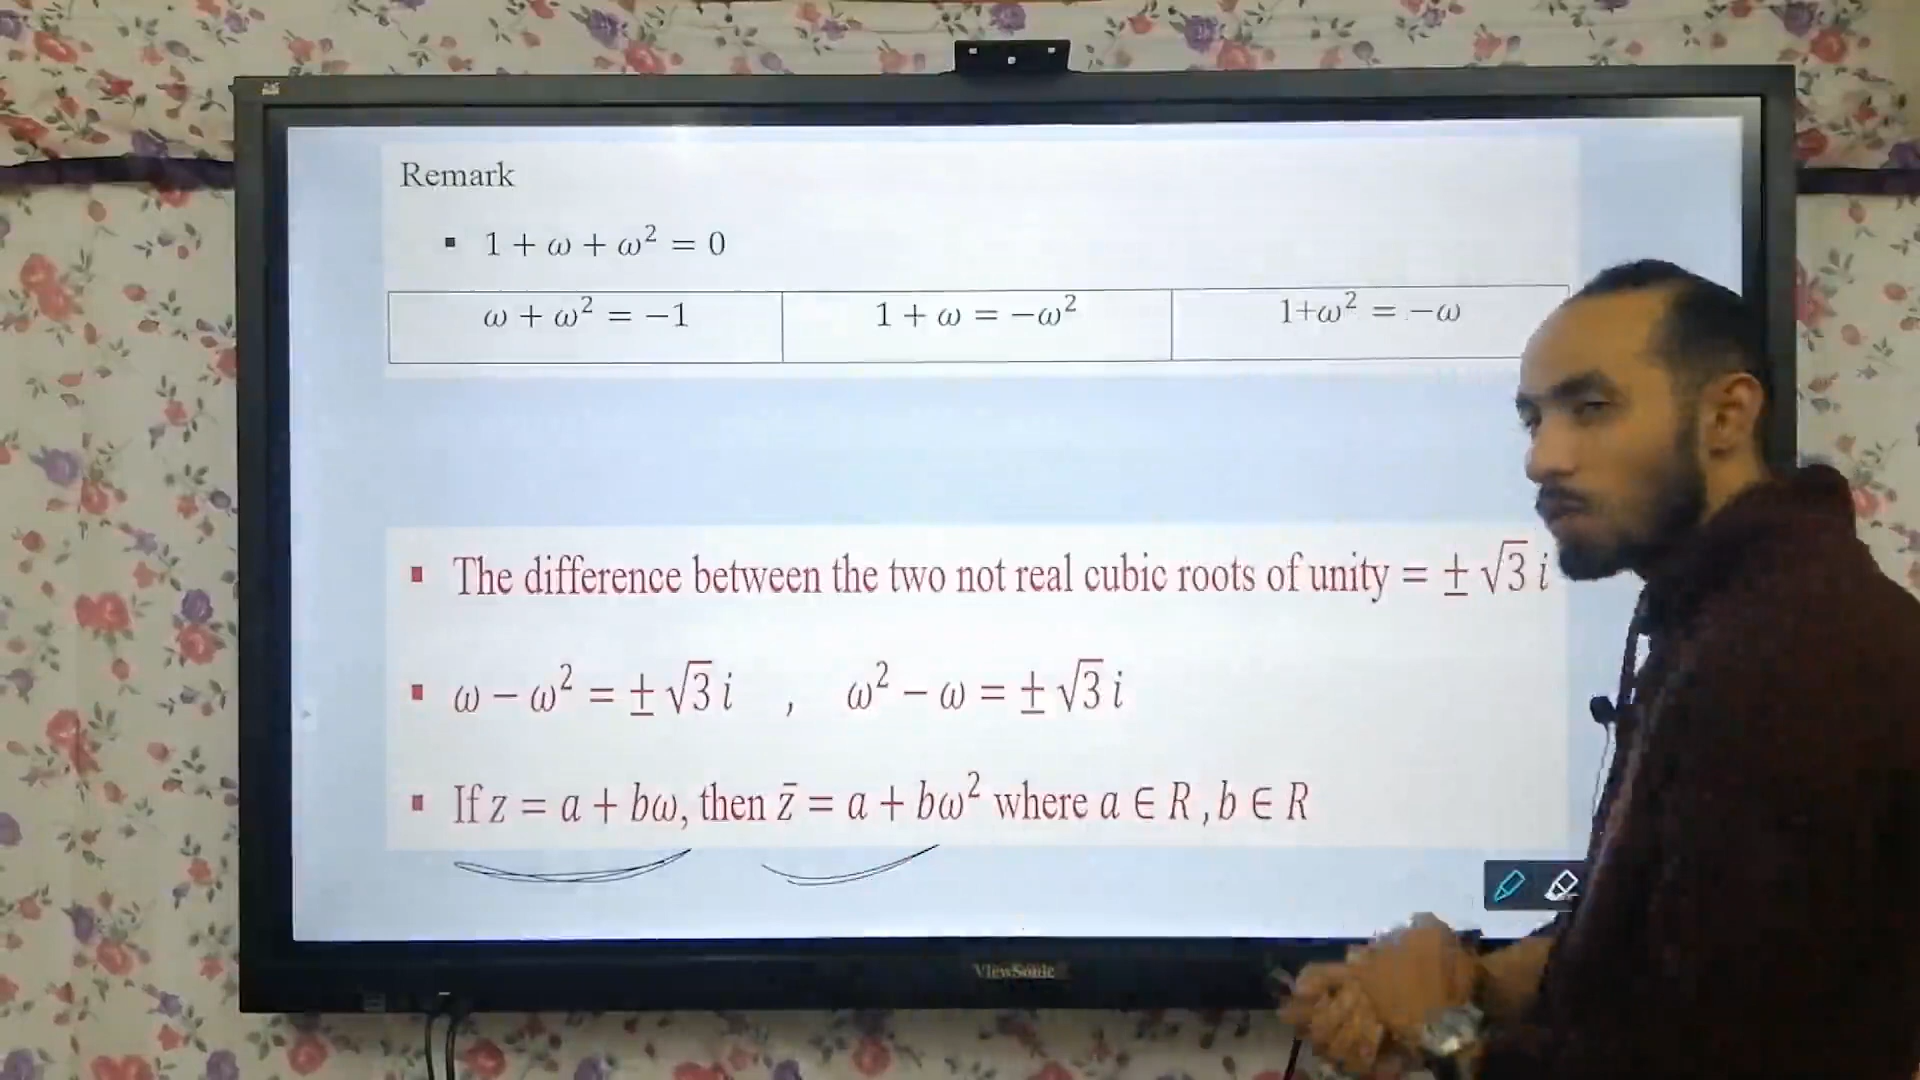 Remark
▪ 1 + ω + ω² = 0
ω + ω² = −1
1 + ω = −ω²
1+ω² = −ω
▪ The difference between the two not real cubic roots of unity = ± √3 i
▪ ω − ω² = ± √3 i , ω² − ω = ± √3 i
▪ If z = a + bω, then z̄ = a + bω² where a ∈ R , b ∈ R
ViewSonic